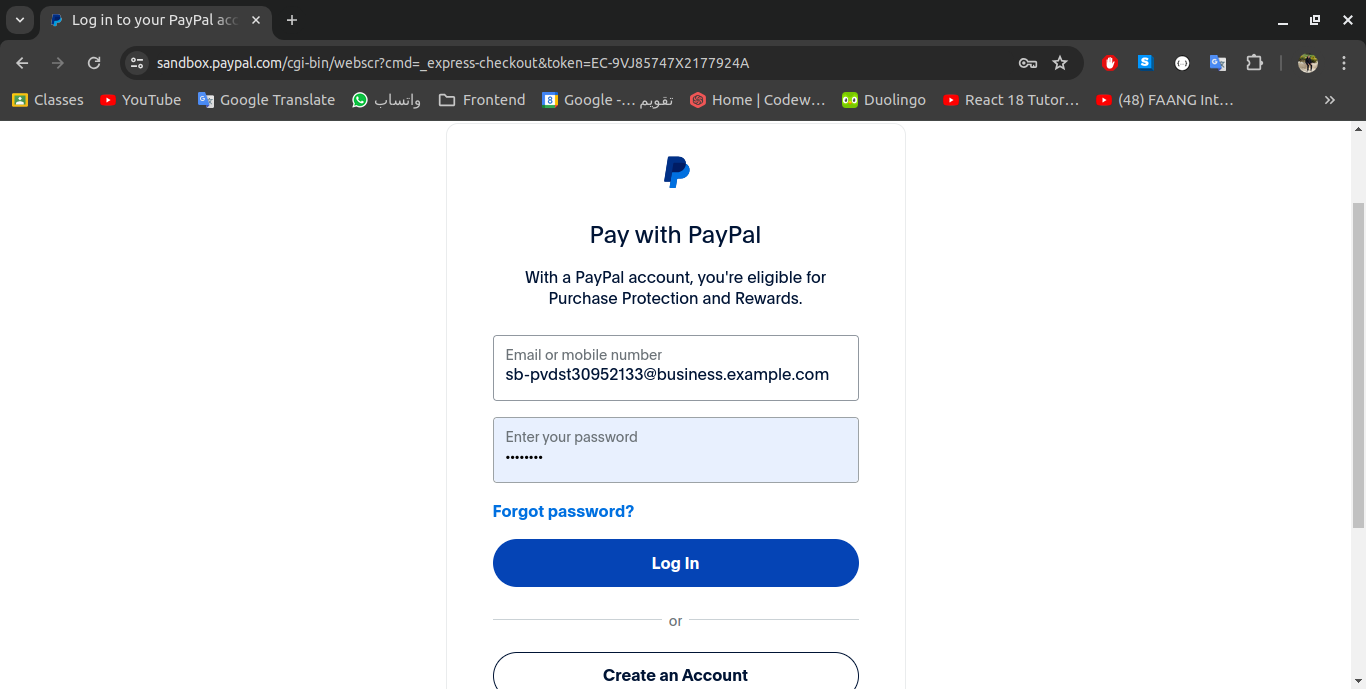 Log in to your PayPal acc
sandbox.paypal.com/cgi-bin/webscr?cmd=_express-checkout&token=EC-9VJ85747X2177924A
Classes
YouTube
Google Translate
واتساب
Frontend
Google -... تقويم
Home | Codew...
Duolingo
React 18 Tutor...
(48) FAANG Int...
Pay with PayPal
With a PayPal account, you're eligible for
Purchase Protection and Rewards.
Email or mobile number
sb-pvdst30952133@business.example.com
Enter your password
••••••••
Forgot password?
Log In
or
Create an Account